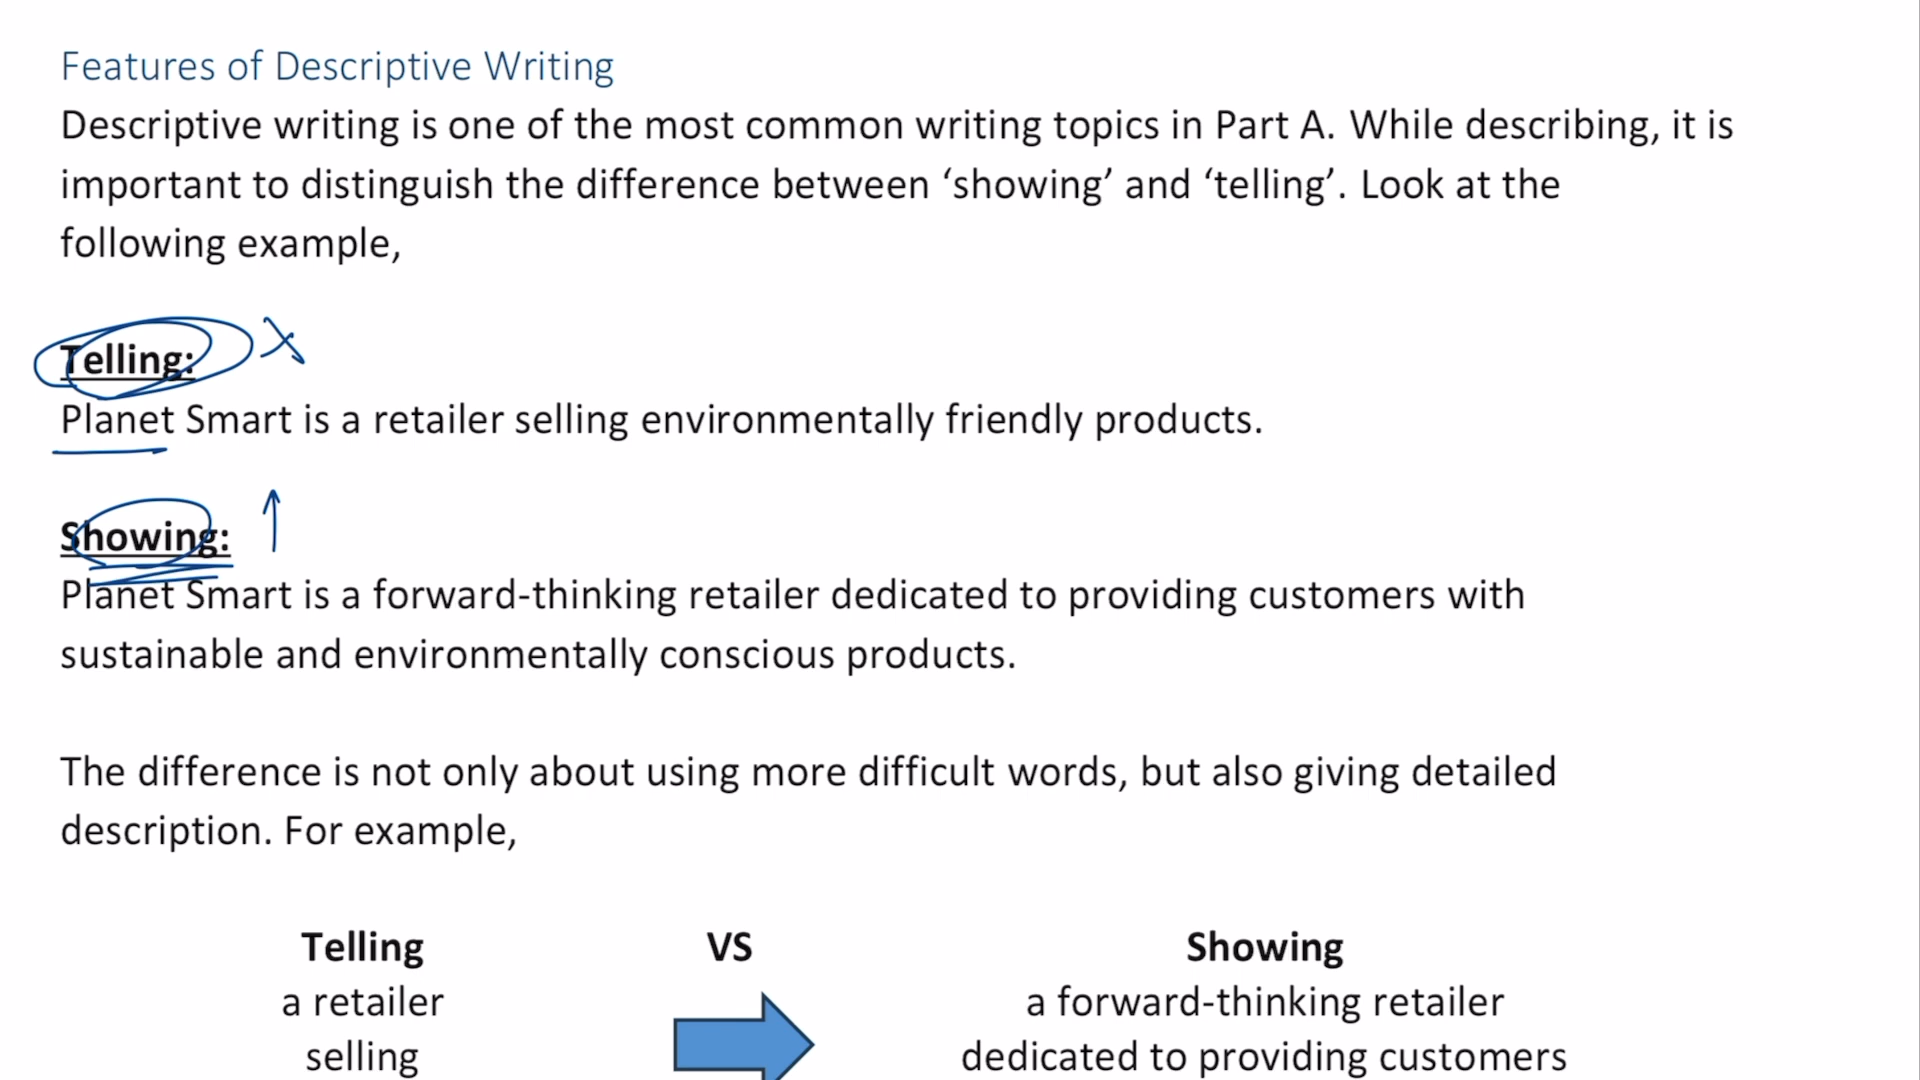 Features of Descriptive Writing
Descriptive writing is one of the most common writing topics in Part A. While describing, it is
important to distinguish the difference between ‘showing’ and ‘telling’. Look at the
following example,
Telling:
Planet Smart is a retailer selling environmentally friendly products.
Showing:
Planet Smart is a forward-thinking retailer dedicated to providing customers with
sustainable and environmentally conscious products.
The difference is not only about using more difficult words, but also giving detailed
description. For example,
Telling VS Showing
a retailer a forward-thinking retailer
selling dedicated to providing customers